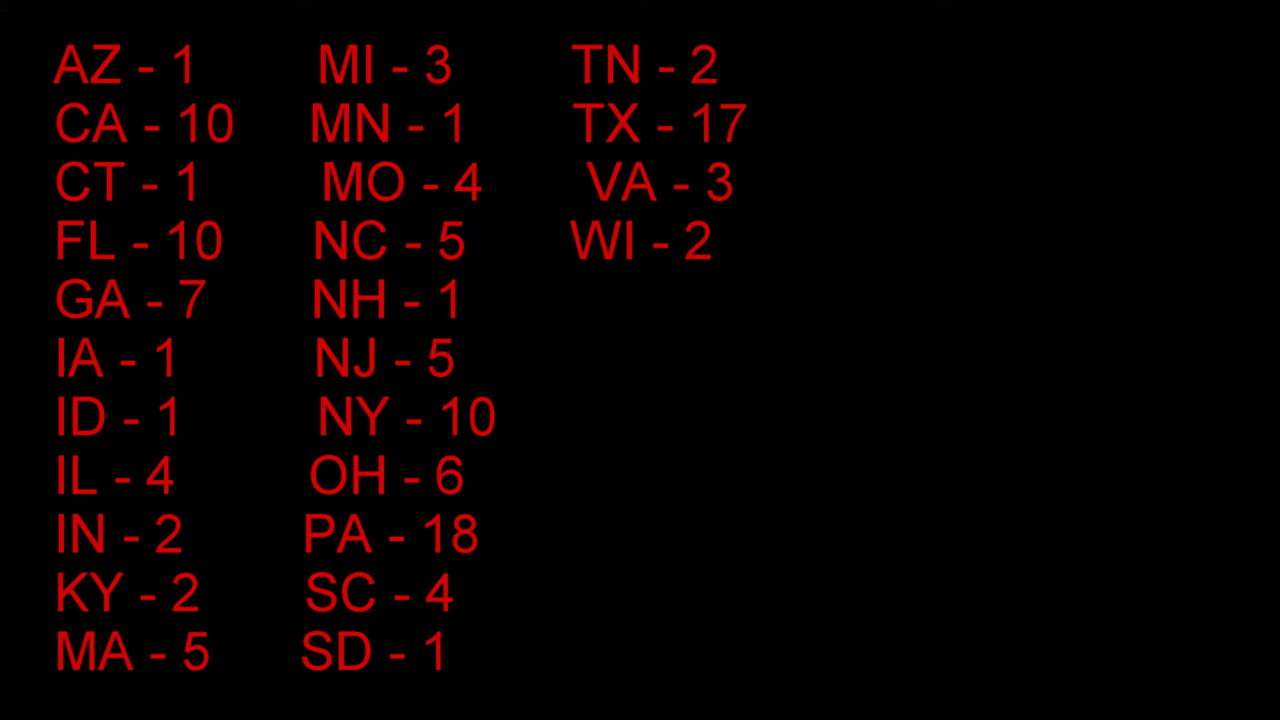 AZ - 1
CA - 10
CT - 1
FL - 10
GA - 7
IA - 1
ID - 1
IL - 4
IN - 2
KY - 2
MA - 5
MI - 3
MN - 1
MO - 4
NC - 5
NH - 1
NJ - 5
NY - 10
OH - 6
PA - 18
SC - 4
SD - 1
TN - 2
TX - 17
VA - 3
WI - 2